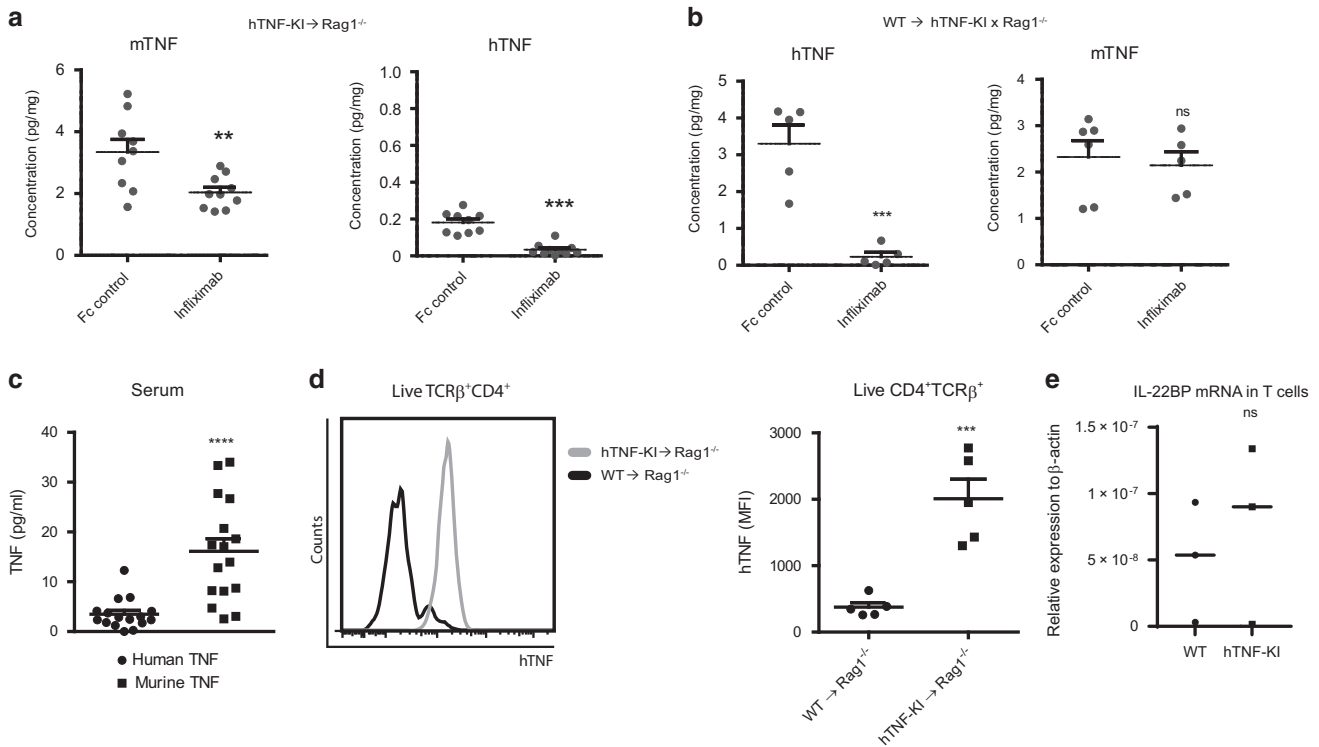 a
hTNF-KI→Rag1-/-
mTNF
Concentration (pg/mg)
6
4
2
0
**
Fc control
Infliximab
hTNF
Concentration (pg/mg)
1.0
0.8
0.6
0.4
0.2
0
***
Fc control
Infliximab
b
WT → hTNF-KI x Rag1-/-
hTNF
Concentration (pg/mg)
5
4
3
2
1
0
***
Fc control
Infliximab
mTNF
Concentration (pg/mg)
4
3
2
1
0
ns
Fc control
Infliximab
c
Serum
TNF (pg/ml)
40
30
20
10
0
****
Human TNF
Murine TNF
d
Live TCRβ+CD4+
Counts
hTNF
hTNF-KI→Rag1-/-
WT→ Rag1-/-
Live CD4+TCRβ+
hTNF (MFI)
3000
2000
1000
0
***
WT → Rag1-/-
hTNF-KI → Rag1-/-
e
IL-22BP mRNA in T cells
ns
Relative expression to β-actin
1.5 × 10-7
1 × 10-7
5 × 10-8
0
WT
hTNF-KI